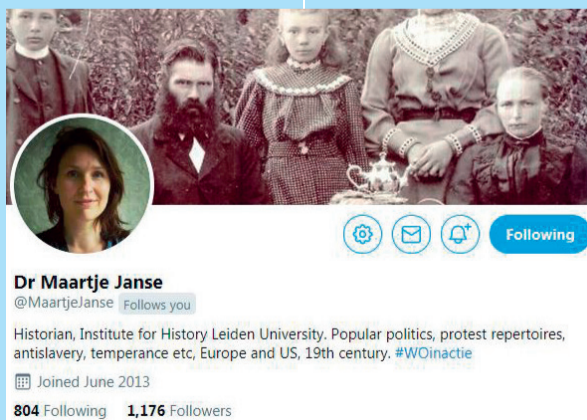 Following
Dr Maartje Janse
@MaartjeJanse Follows you
Historian, Institute for History Leiden University. Popular politics, protest repertoires,
antislavery, temperance etc, Europe and US, 19th century. #WOinactie
Joined June 2013
804 Following 1,176 Followers